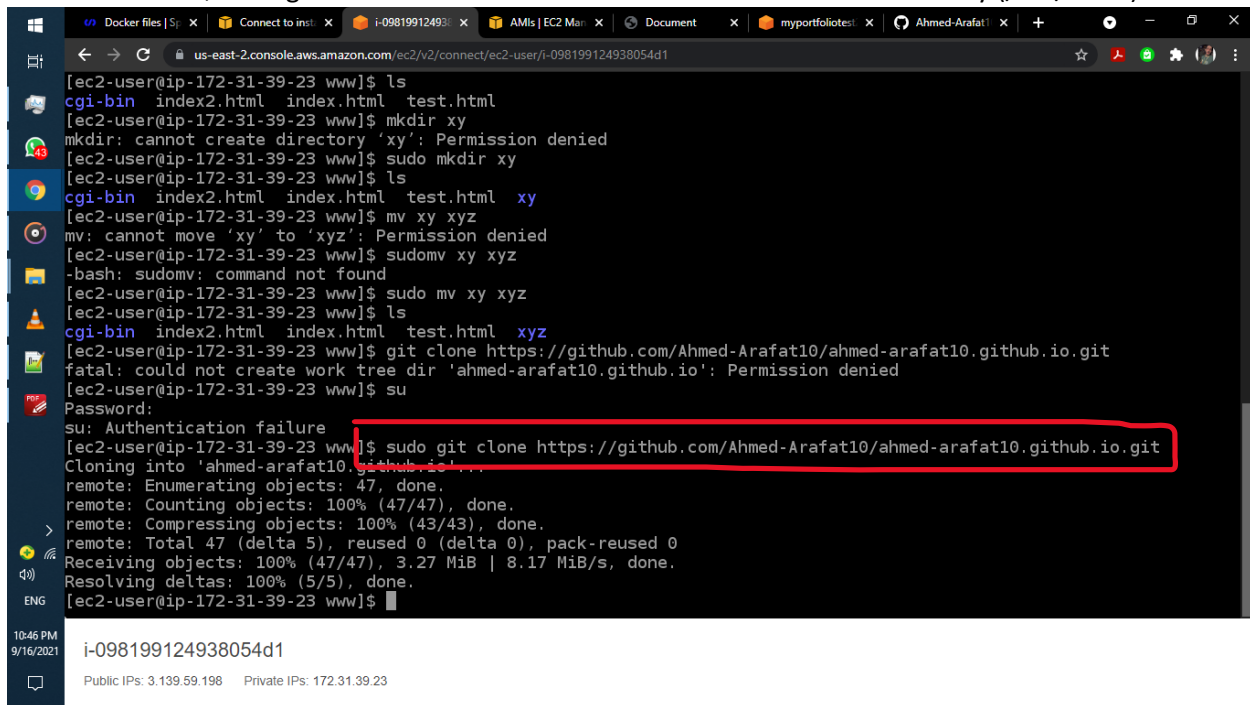 Docker files | Sp
Connect to inst
i-09819912493
AMIs | EC2 Man
Document
myportfoliotest.
Ahmed-Arafat1
us-east-2.console.aws.amazon.com/ec2/v2/connect/ec2-user/i-098199124938054d1
[ec2-user@ip-172-31-39-23 www]$ ls
cgi-bin index2.html index.html test.html
[ec2-user@ip-172-31-39-23 www]$ mkdir xy
mkdir: cannot create directory ‘xy’: Permission denied
[ec2-user@ip-172-31-39-23 www]$ sudo mkdir xy
[ec2-user@ip-172-31-39-23 www]$ ls
cgi-bin index2.html index.html test.html xy
[ec2-user@ip-172-31-39-23 www]$ mv xy xyz
mv: cannot move ‘xy’ to ‘xyz’: Permission denied
[ec2-user@ip-172-31-39-23 www]$ sudomv xy xyz
-bash: sudomv: command not found
[ec2-user@ip-172-31-39-23 www]$ sudo mv xy xyz
[ec2-user@ip-172-31-39-23 www]$ ls
cgi-bin index2.html index.html test.html xyz
[ec2-user@ip-172-31-39-23 www]$ git clone https://github.com/Ahmed-Arafat10/ahmed-arafat10.github.io.git
fatal: could not create work tree dir 'ahmed-arafat10.github.io': Permission denied
[ec2-user@ip-172-31-39-23 www]$ su
Password:
su: Authentication failure
[ec2-user@ip-172-31-39-23 www]$ sudo git clone https://github.com/Ahmed-Arafat10/ahmed-arafat10.github.io.git
Cloning into 'ahmed-arafat10.github.io'...
remote: Enumerating objects: 47, done.
remote: Counting objects: 100% (47/47), done.
remote: Compressing objects: 100% (43/43), done.
remote: Total 47 (delta 5), reused 0 (delta 0), pack-reused 0
Receiving objects: 100% (47/47), 3.27 MiB | 8.17 MiB/s, done.
Resolving deltas: 100% (5/5), done.
[ec2-user@ip-172-31-39-23 www]$
43
PDF
ENG
10:46 PM
9/16/2021
i-098199124938054d1
Public IPs: 3.139.59.198 Private IPs: 172.31.39.23